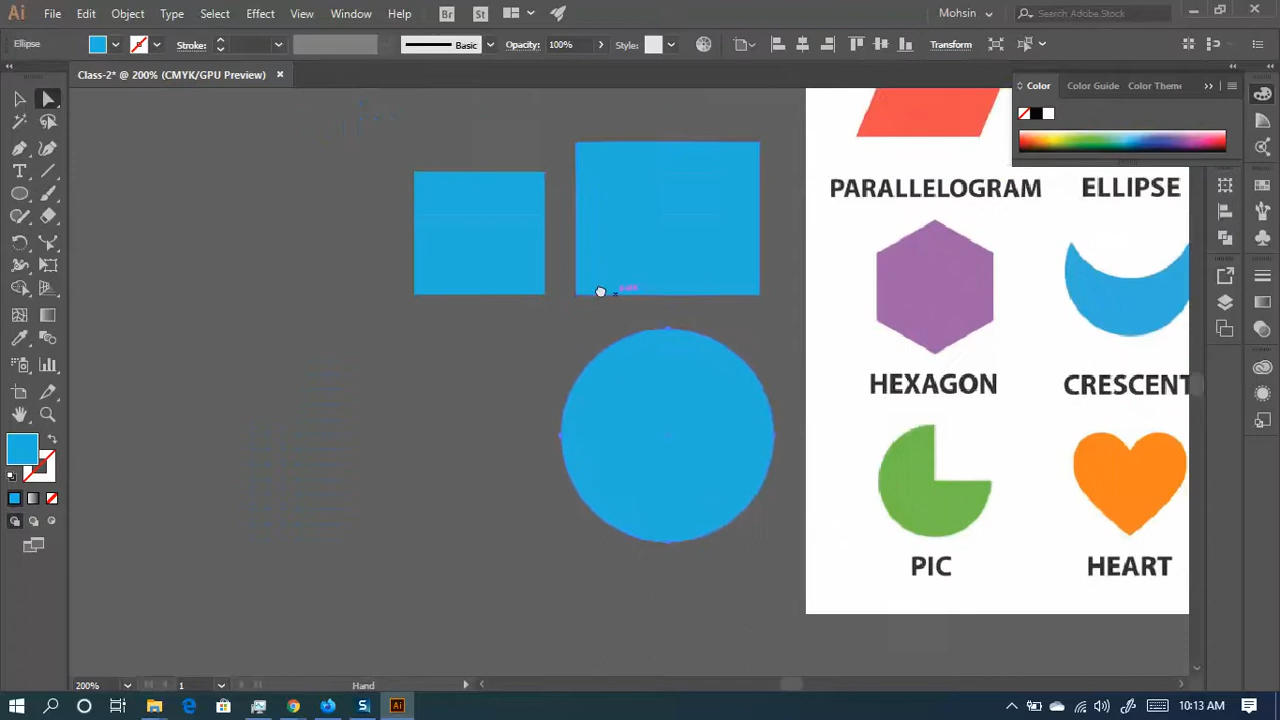 Ai File Edit Object Type Select Effect View Window Help Br St Mohsin Search Adobe Stock
Ellipse Stroke: Basic Opacity: 100% Style: Transform
Class-2* @ 200% (CMYK/GPU Preview) ×
Color Color Guide Color Theme
PARALLELOGRAM ELLIPSE
HEXAGON CRESCENT
PIC HEART
200% 1 Hand
S Ai 10:13 AM